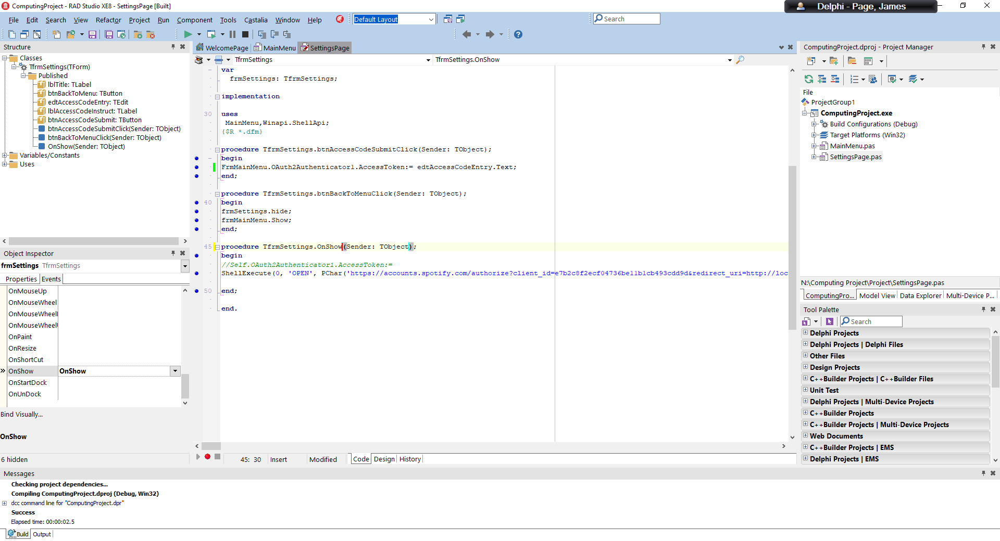 ComputingProject - RAD Studio XE8 - SettingsPage [Built]
Delphi - Page, James
File Edit Search View Refactor Project Run Component Tools Castalia Window Help
Default Layout
Search
Structure
Classes
TfrmSettings(TForm)
Published
lblTitle: TLabel
btnBackToMenu: TButton
edtAccessCodeEntry: TEdit
lblAccessCodeInstruct: TLabel
btnAccessCodeSubmit: TButton
btnAccessCodeSubmitClick(Sender: TObject)
btnBackToMenuClick(Sender: TObject)
OnShow(Sender: TObject)
Variables/Constants
Uses
Object Inspector
frmSettings TfrmSettings
Properties Events
OnMouseUp
OnMouseWheel
OnMouseWheel
OnMouseWheel
OnPaint
OnResize
OnShortCut
OnShow OnShow
OnStartDock
OnUnDock
Bind Visually...
OnShow
6 hidden
WelcomePage MainMenu SettingsPage
TfrmSettings TfrmSettings.OnShow
var
frmSettings: TfrmSettings;
implementation
30 uses
MainMenu,Winapi.ShellApi;
{$R *.dfm}
procedure TfrmSettings.btnAccessCodeSubmitClick(Sender: TObject);
begin
FrmMainMenu.OAuth2Authenticator1.AccessToken:= edtAccessCodeEntry.Text;
end;
procedure TfrmSettings.btnBackToMenuClick(Sender: TObject);
40 begin
frmSettings.hide;
frmMainMenu.Show;
end;
45 procedure TfrmSettings.OnShow(Sender: TObject);
begin
//Self.OAuth2Authenticator1.AccessToken:=
ShellExecute(0, 'OPEN', PChar('https://accounts.spotify.com/authorize?client_id=e7b2c8f2ecf04736be11b1cb493cdd9d&redirect_uri=http://loc
50 end;
end.
45: 30 Insert Modified Code Design History
ComputingProject.dproj - Project Manager
File
ProjectGroup1
ComputingProject.exe
Build Configurations (Debug)
Target Platforms (Win32)
MainMenu.pas
SettingsPage.pas
N:\Computing Project\Project\SettingsPage.pas
ComputingPro... Model View Data Explorer Multi-Device P...
Tool Palette
Search
Delphi Projects
Delphi Projects | Delphi Files
Other Files
Design Projects
C++Builder Projects | C++Builder Files
Unit Test
Delphi Projects | Multi-Device Projects
C++Builder Projects
C++Builder Projects | Multi-Device Projects
Web Documents
C++Builder Projects | EMS
Delphi Projects | EMS
Messages
Checking project dependencies...
Compiling ComputingProject.dproj (Debug, Win32)
dcc command line for "ComputingProject.dpr"
Success
Elapsed time: 00:00:02.5
Build Output